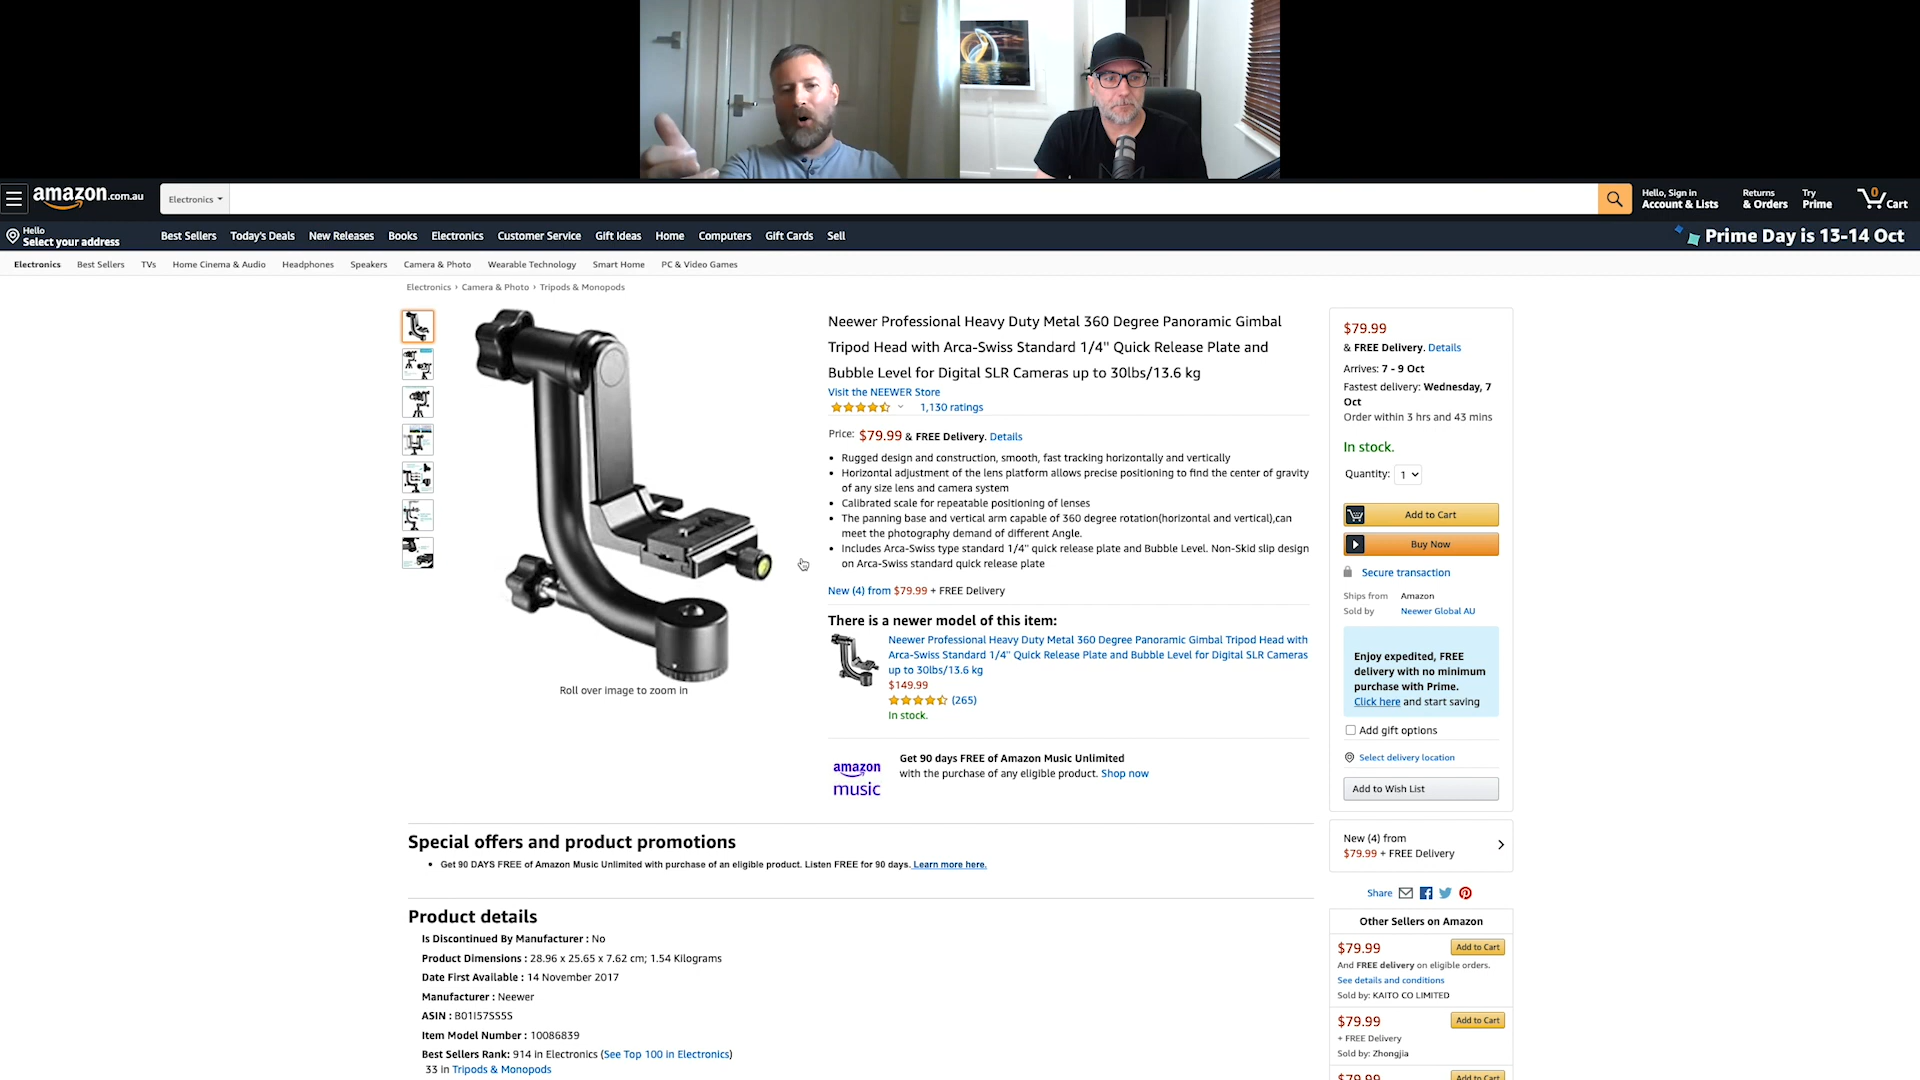 amazon.com.au
Electronics
Hello, Sign in
Account & Lists
Returns
& Orders
Try
Prime
0
Cart
Hello
Select your address
Best Sellers
Today's Deals
New Releases
Books
Electronics
Customer Service
Gift Ideas
Home
Computers
Gift Cards
Sell
Prime Day is 13-14 Oct
Electronics
Best Sellers
TVs
Home Cinema & Audio
Headphones
Speakers
Camera & Photo
Wearable Technology
Smart Home
PC & Video Games
Electronics › Camera & Photo › Tripods & Monopods
Roll over image to zoom in
Neewer Professional Heavy Duty Metal 360 Degree Panoramic Gimbal
Tripod Head with Arca-Swiss Standard 1/4'' Quick Release Plate and
Bubble Level for Digital SLR Cameras up to 30lbs/13.6 kg
Visit the NEEWER Store
1,130 ratings
Price: $79.99 & FREE Delivery. Details
• Rugged design and construction, smooth, fast tracking horizontally and vertically
• Horizontal adjustment of the lens platform allows precise positioning to find the center of gravity
of any size lens and camera system
• Calibrated scale for repeatable positioning of lenses
• The panning base and vertical arm capable of 360 degree rotation(horizontal and vertical),can
meet the photography demand of different Angle.
• Includes Arca-Swiss type standard 1/4'' quick release plate and Bubble Level. Non-Skid slip design
on Arca-Swiss standard quick release plate
New (4) from $79.99 + FREE Delivery
There is a newer model of this item:
Neewer Professional Heavy Duty Metal 360 Degree Panoramic Gimbal Tripod Head with
Arca-Swiss Standard 1/4'' Quick Release Plate and Bubble Level for Digital SLR Cameras
up to 30lbs/13.6 kg
$149.99
(265)
In stock.
amazon music
Get 90 days FREE of Amazon Music Unlimited
with the purchase of any eligible product. Shop now
$79.99
& FREE Delivery. Details
Arrives: 7 - 9 Oct
Fastest delivery: Wednesday, 7
Oct
Order within 3 hrs and 43 mins
In stock.
Quantity: 1
Add to Cart
Buy Now
Secure transaction
Ships from Amazon
Sold by Neewer Global AU
Enjoy expedited, FREE
delivery with no minimum
purchase with Prime.
Click here and start saving
Add gift options
Select delivery location
Add to Wish List
New (4) from
$79.99 + FREE Delivery
Share
Other Sellers on Amazon
$79.99 Add to Cart
And FREE delivery on eligible orders.
See details and conditions
Sold by: KAITO CO LIMITED
$79.99 Add to Cart
+ FREE Delivery
Sold by: Zhongjia
$79.99 Add to Cart
Special offers and product promotions
• Get 90 DAYS FREE of Amazon Music Unlimited with purchase of an eligible product. Listen FREE for 90 days. Learn more here.
Product details
Is Discontinued By Manufacturer : No
Product Dimensions : 28.96 x 25.65 x 7.62 cm; 1.54 Kilograms
Date First Available : 14 November 2017
Manufacturer : Neewer
ASIN : B01I57S55S
Item Model Number : 10086839
Best Sellers Rank: 914 in Electronics (See Top 100 in Electronics)
33 in Tripods & Monopods